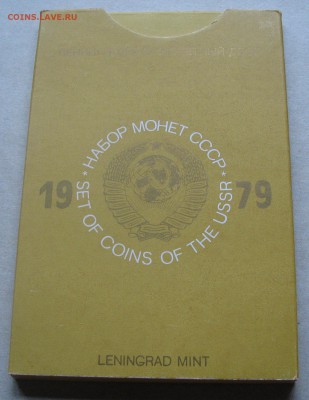 COINS.LAVE.RU
* НАБОР МОНЕТ СССР *
19 79
SET OF COINS OF THE USSR
LENINGRAD MINT